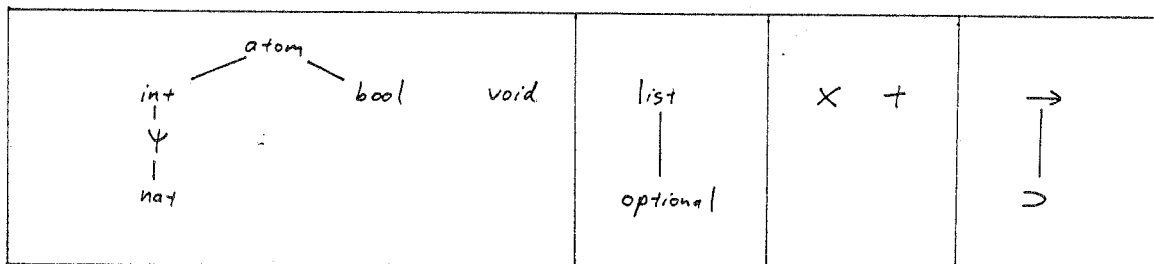 atom
int bool void list × + →
ψ
nat optional ⊃